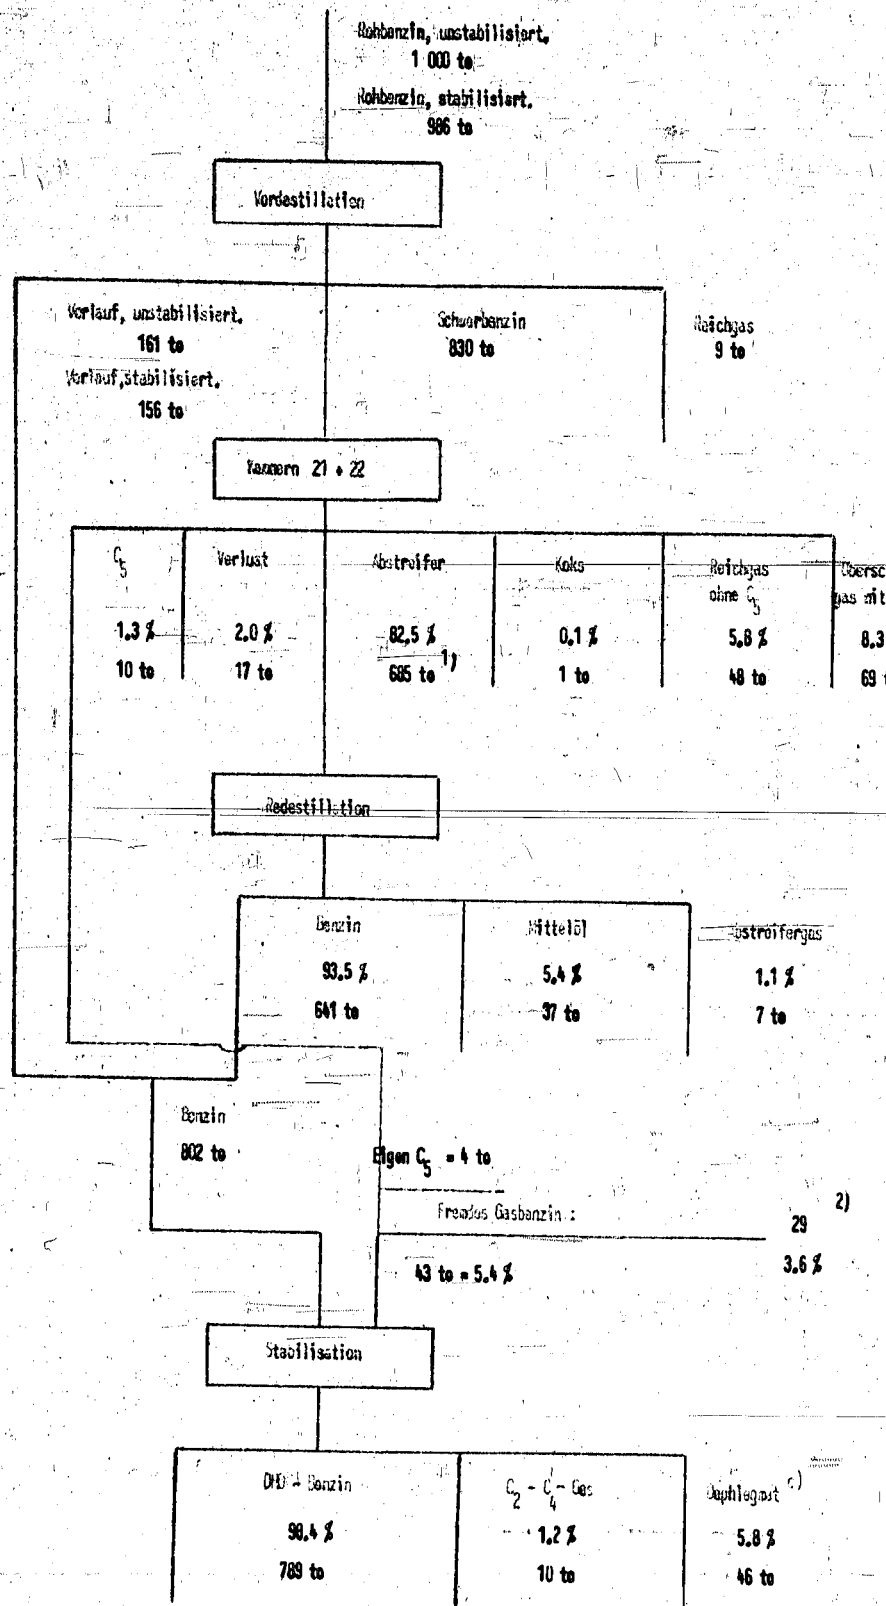 Rohbenzin, unstabilisiert.
1 000 to
Rohbenzin, stabilisiert.
986 to
Vordestillation
Vorlauf, unstabilisiert.
161 to
Vorlauf, stabilisiert.
156 to
Schwerbenzin
830 to
Reichgas
9 to
Kammern 21 + 22
C5
1.3 %
10 to
Verlust
2.0 %
17 to
Abstreifer
82,5 %
685 to 1)
Koks
0.1 %
1 to
Reichgas
ohne C5
5.8 %
48 to
gas mit
8.3
69
Redestillation
Benzin
93.5 %
641 to
Mittelöl
5.4 %
37 to
Abstreifergas
1.1 %
7 to
Benzin
802 to
Eigen C5 = 4 to
Fremdes Gasbenzin :
29 2)
3.6 %
43 to = 5.4 %
Stabilisation
DHD - Benzin
98.4 %
789 to
C2 - C4 - Gas
1.2 %
10 to
Dephlegmat
5.8 %
46 to